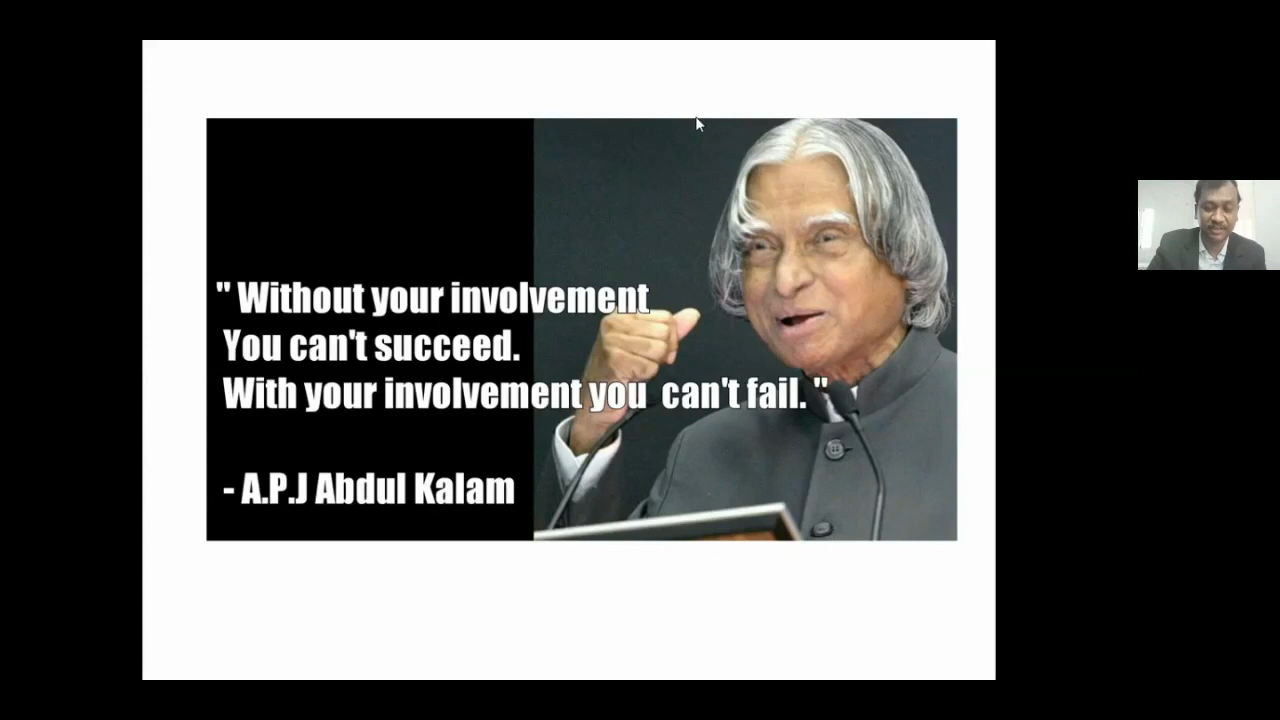 " Without your involvement
You can't succeed.
With your involvement you can't fail. "
- A.P.J Abdul Kalam